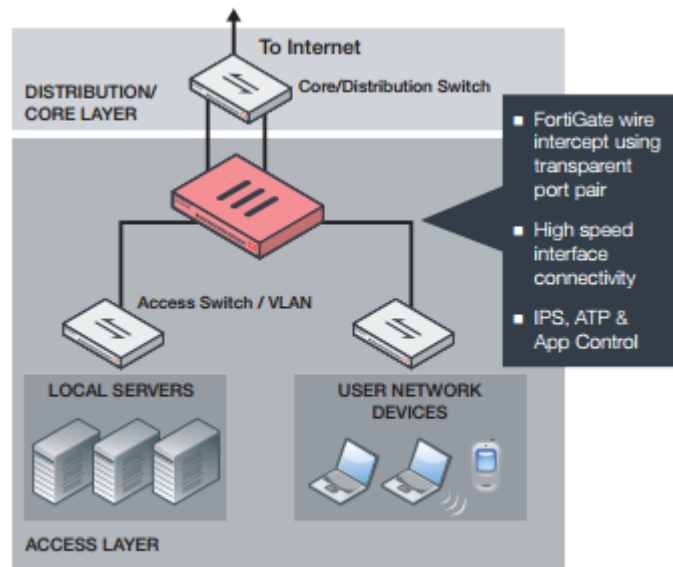 To Internet
Core/Distribution Switch
DISTRIBUTION/
CORE LAYER
■ FortiGate wire
intercept using
transparent
port pair
■ High speed
interface
connectivity
■ IPS, ATP &
App Control
Access Switch / VLAN
LOCAL SERVERS
USER NETWORK
DEVICES
ACCESS LAYER